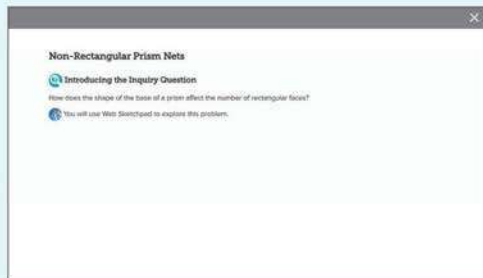 Non-Rectangular Prism Nets
Introducing the Inquiry Question
How does the shape of the base of a prism affect the number of rectangular faces?
You will use Web Sketchpad to explore this problem.